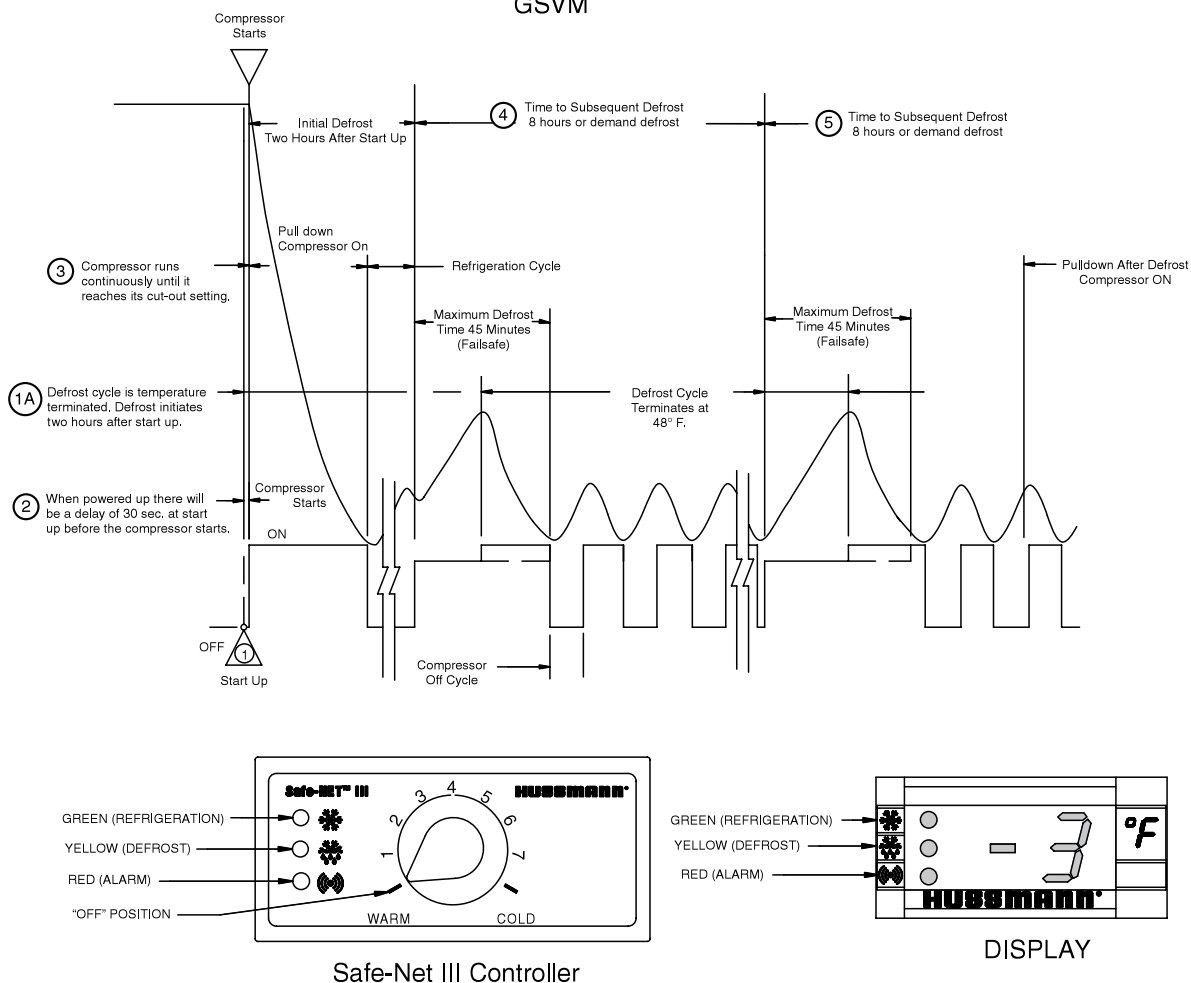 GSVM
Compressor
Starts
Initial Defrost
Two Hours After Start Up
4
Time to Subsequent Defrost
8 hours or demand defrost
5
Time to Subsequent Defrost
8 hours or demand defrost
Pull down
Compressor On
3
Compressor runs
continuously until it
reaches its cut-out setting.
Refrigeration Cycle
Pulldown After Defrost
Compressor ON
Maximum Defrost
Time 45 Minutes
(Failsafe)
Maximum Defrost
Time 45 Minutes
(Failsafe)
1A
Defrost cycle is temperature
terminated. Defrost initiates
two hours after start up.
Defrost Cycle
Terminates at
48° F.
2
When powered up there will
be a delay of 30 sec. at start
up before the compressor starts.
Compressor
Starts
ON
OFF
1
Start Up
Compressor
Off Cycle
Safe-NET™ III
HUSSMANN®
GREEN (REFRIGERATION)
YELLOW (DEFROST)
RED (ALARM)
"OFF" POSITION
1
2
3
4
5
6
7
WARM
COLD
Safe-Net III Controller
GREEN (REFRIGERATION)
YELLOW (DEFROST)
RED (ALARM)
-3
°F
HUSSMANN®
DISPLAY